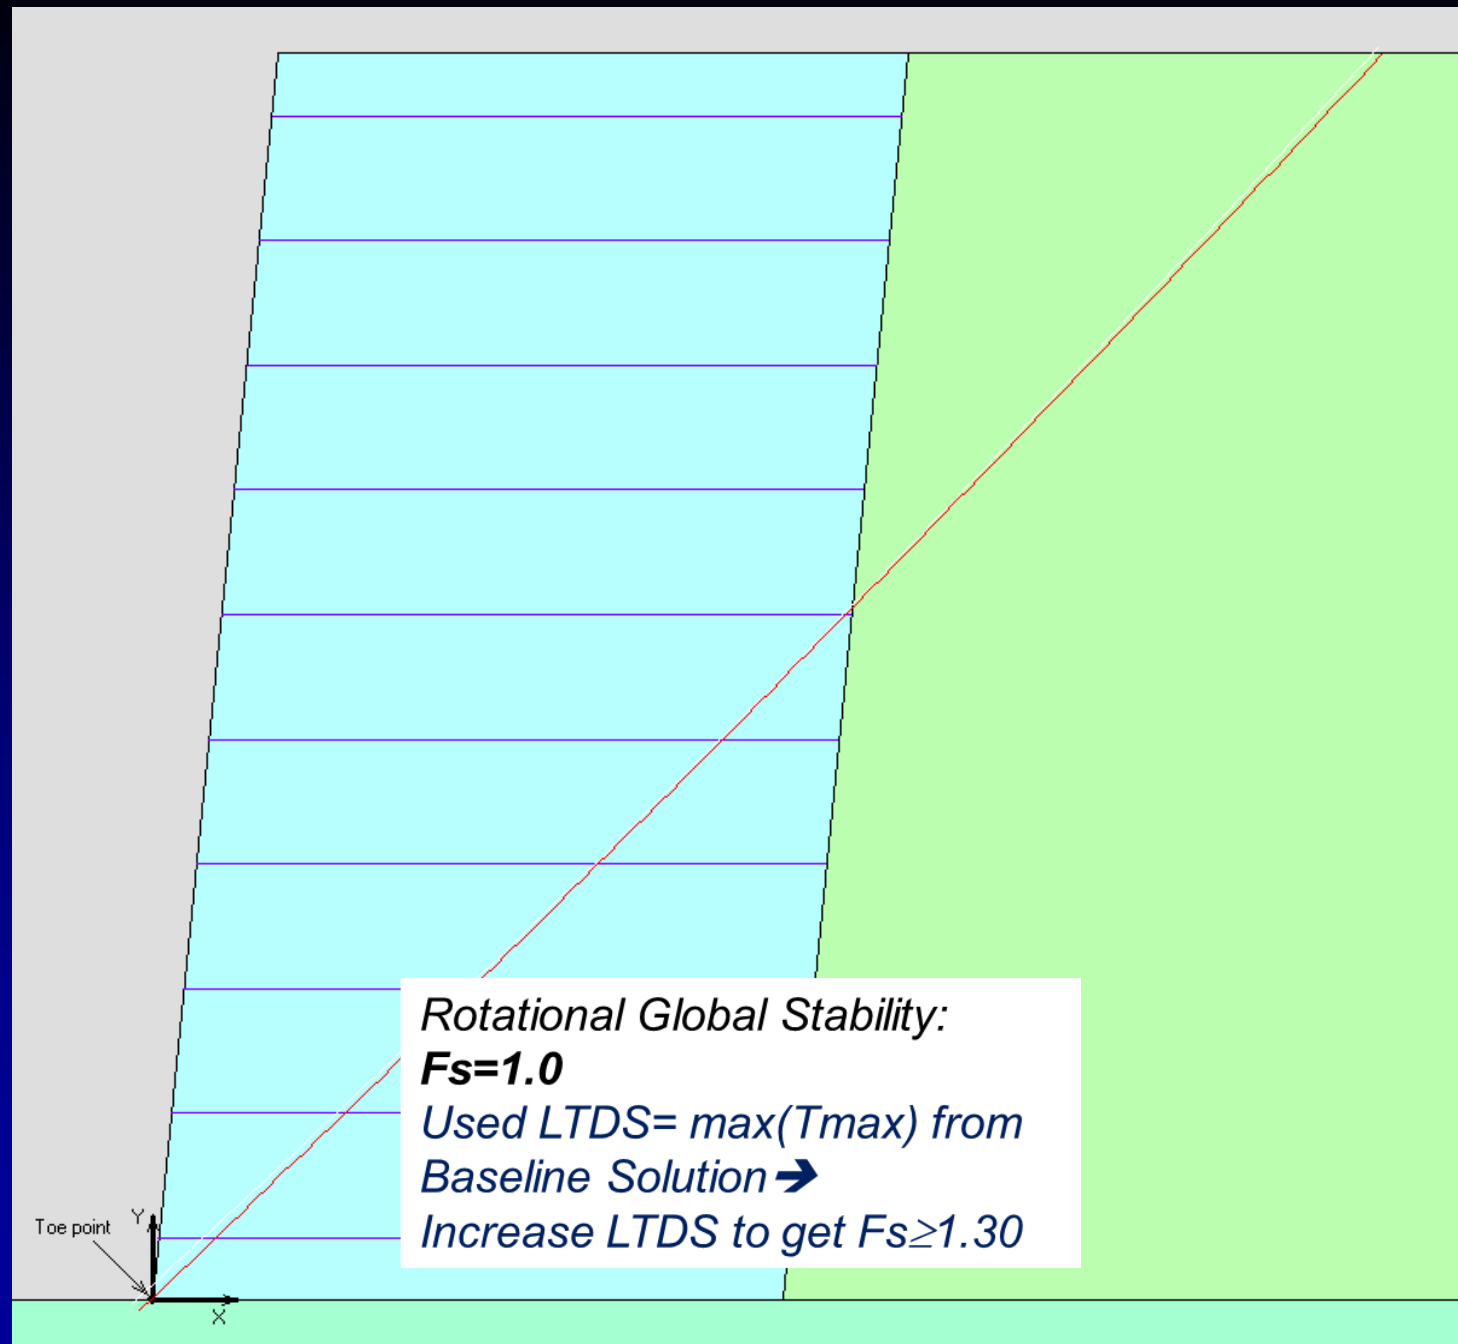 Rotational Global Stability:
Fs=1.0
Used LTDS= max(Tmax) from
Baseline Solution➔
Increase LTDS to get Fs≥1.30
Toe point
Y
X